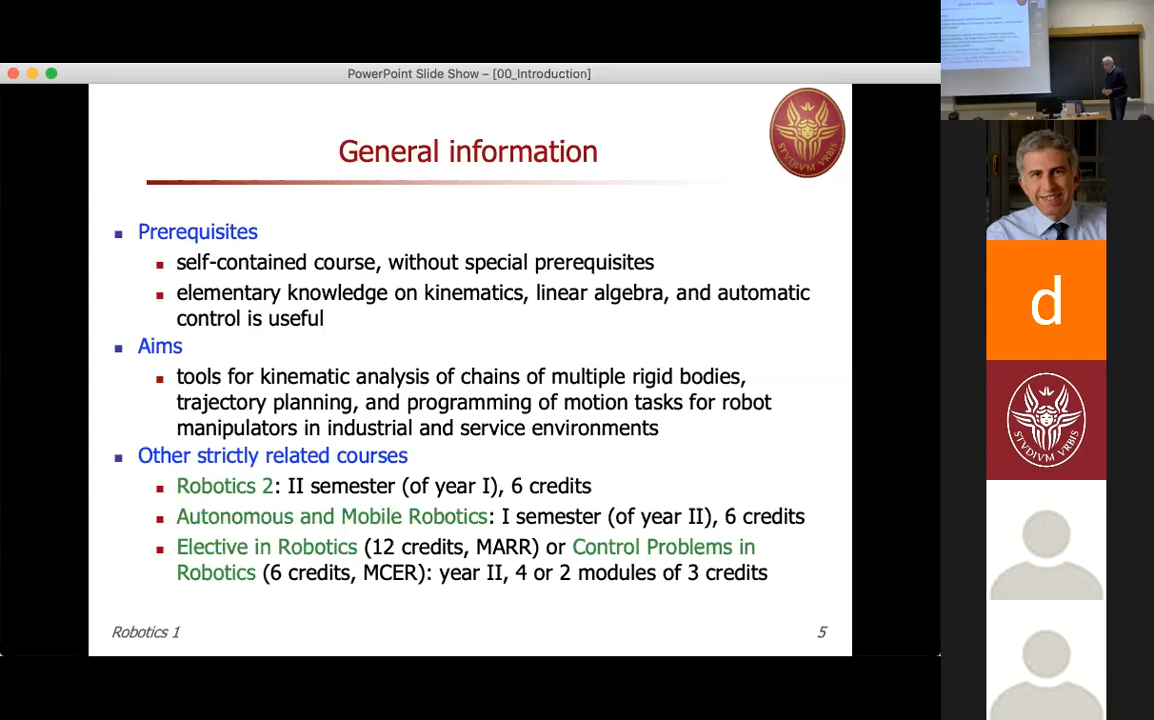 PowerPoint Slide Show – [00_Introduction]
General information
STVDIVM VRBIS
Prerequisites
self-contained course, without special prerequisites
elementary knowledge on kinematics, linear algebra, and automatic
control is useful
Aims
tools for kinematic analysis of chains of multiple rigid bodies,
trajectory planning, and programming of motion tasks for robot
manipulators in industrial and service environments
Other strictly related courses
Robotics 2: II semester (of year I), 6 credits
Autonomous and Mobile Robotics: I semester (of year II), 6 credits
Elective in Robotics (12 credits, MARR) or Control Problems in
Robotics (6 credits, MCER): year II, 4 or 2 modules of 3 credits
Robotics 1
5
d
STVDIVM VRBIS